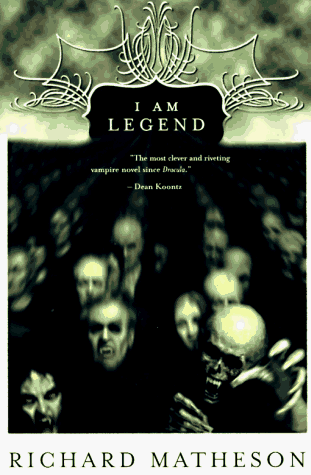 I AM
LEGEND
"The most clever and riveting
vampire novel since Dracula."
– Dean Koontz
RICHARD MATHESON